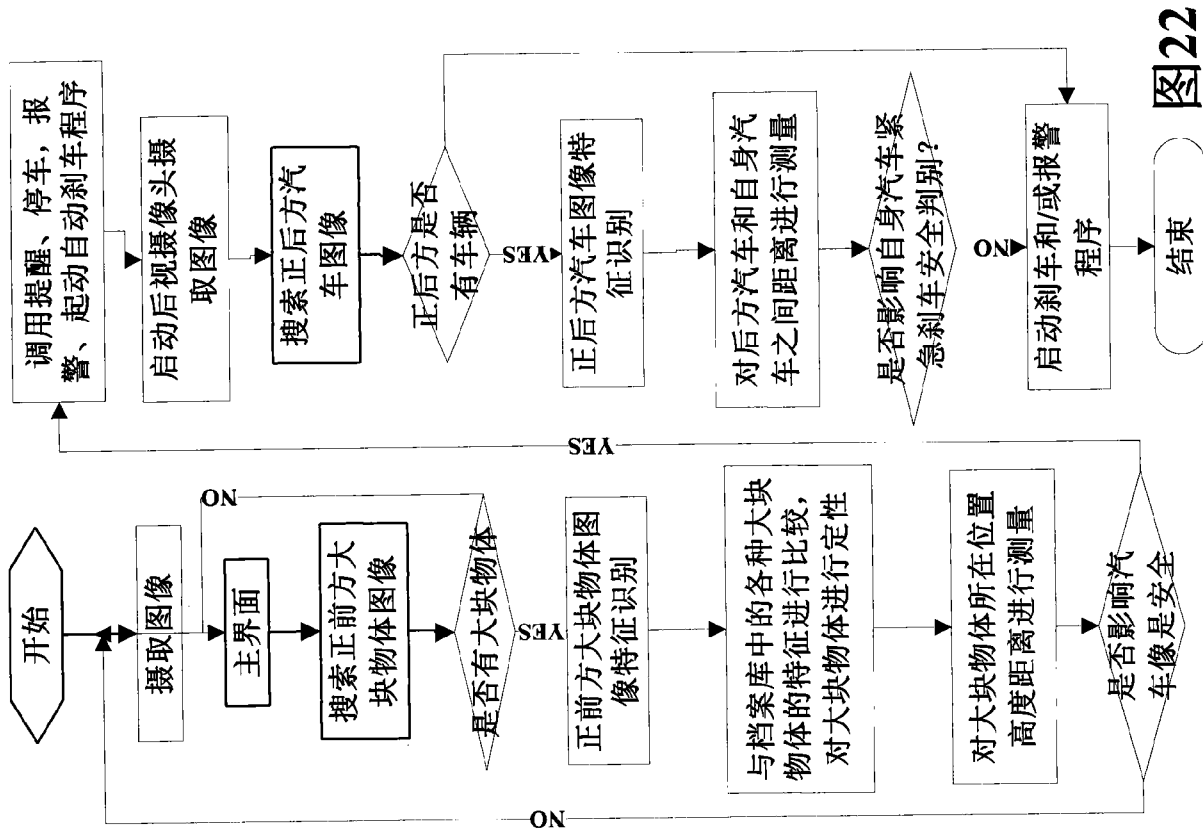 开始
摄取图像
主界面
搜索正前方大
块物体图像
是否有大块物体
NO
YES
正前方大块物体图
像特征识别
与档案库中的各种大块
物体的特征进行比较,
对大块物体进行定性
对大块物体所在位置
高度距离进行测量
是否影响汽
车像是安全
NO
YES
调用提醒、停车,报
警、起动自动刹车程序
启动后视摄像头摄
取图像
搜索正后方汽
车图像
正后方是否
有车辆
YES
正后方汽车图像特
征识别
对后方汽车和自身汽
车之间距离进行测量
是否影响自身汽车紧
急刹车安全判别?
NO
启动刹车和/或报警
程序
结束
图22